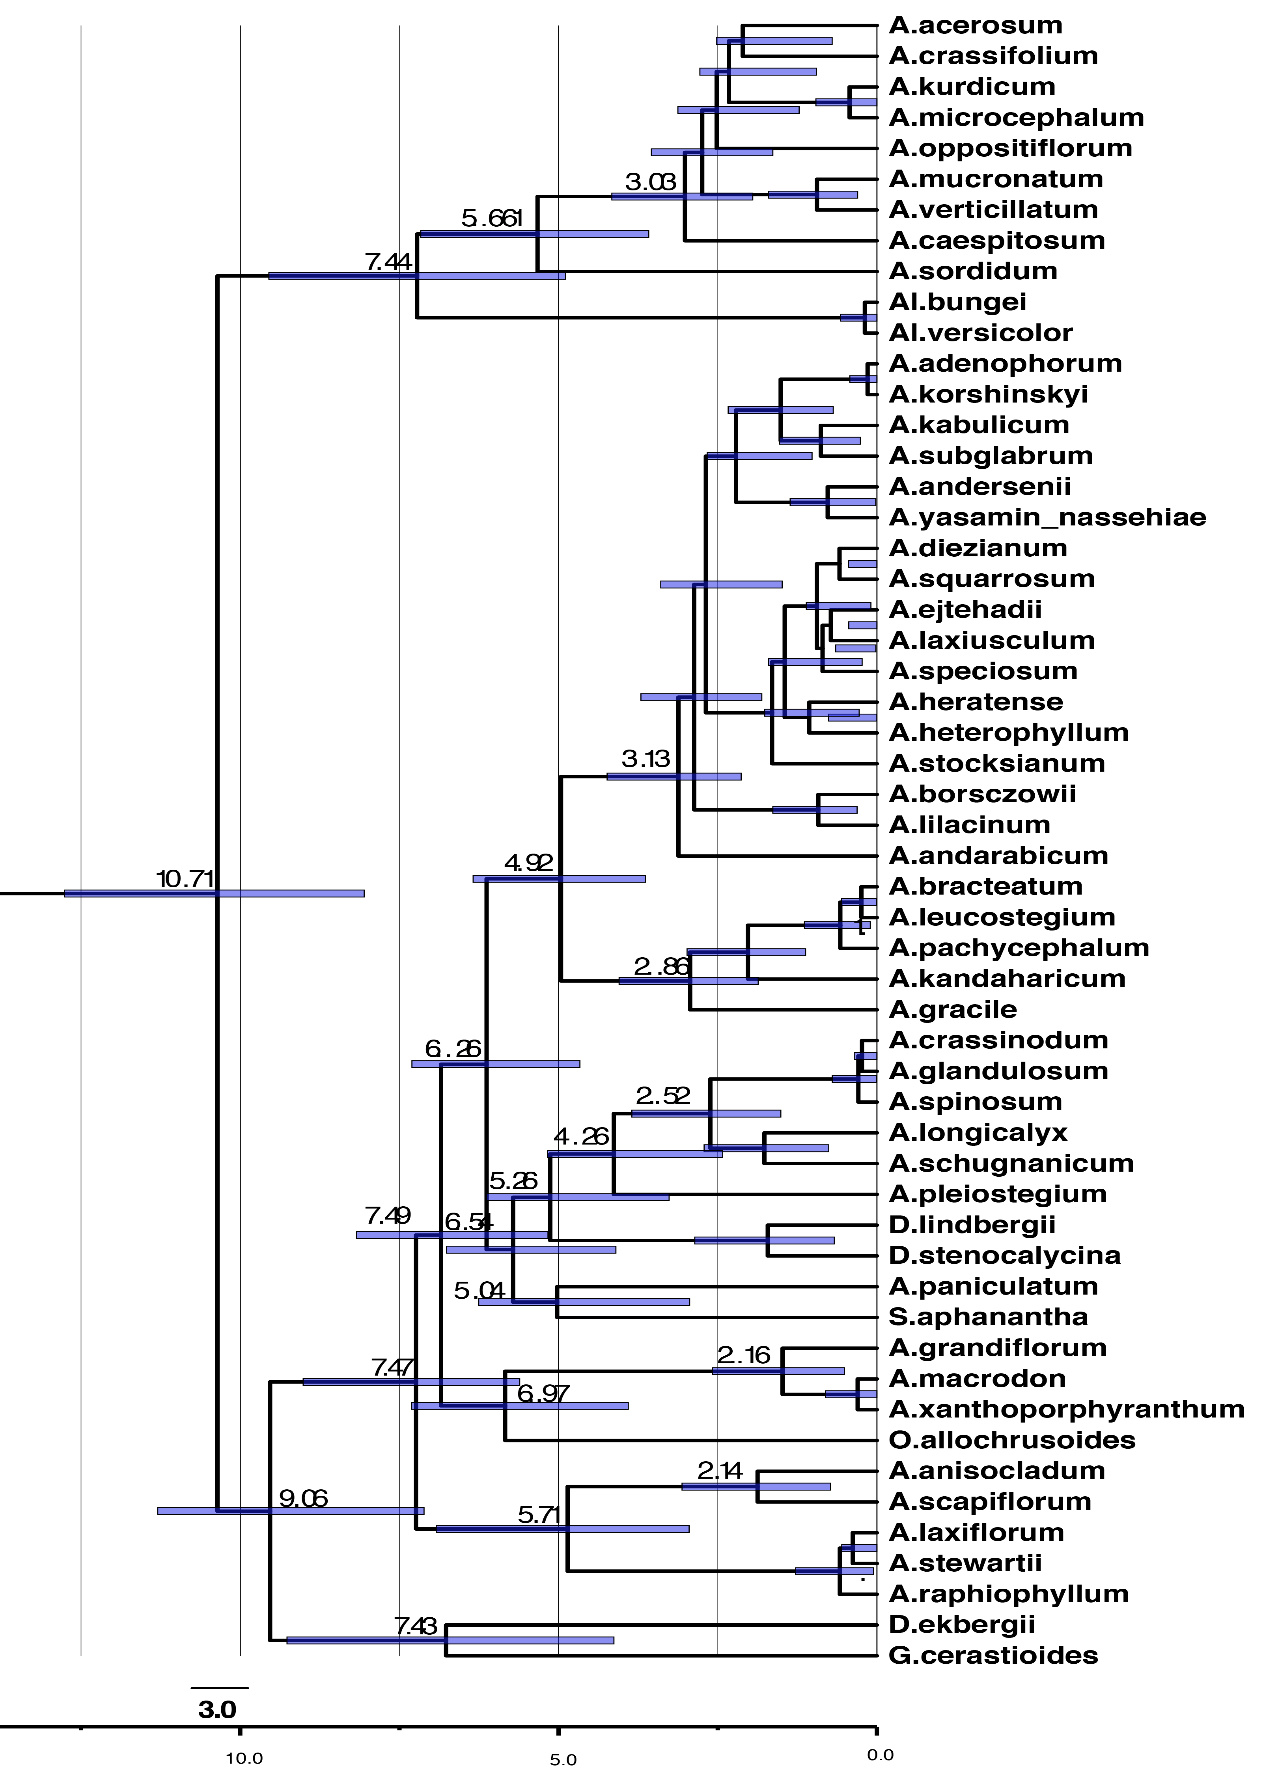 A.acerosum
A.crassifolium
A.kurdicum
A.microcephalum
A.oppositiflorum
A.mucronatum
3.03
A.verticillatum
5.661
A.caespitosum
7.44
A.sordidum
Al.bungei
Al.versicolor
A.adenophorum
A.korshinskyi
A.kabulicum
A.subglabrum
A.andersenii
A.yasamin_nassehiae
A.diezianum
A.squarrosum
A.ejtehadii
A.laxiusculum
A.speciosum
A.heratense
A.heterophyllum
3.13
A.stocksianum
A.borsczowii
A.lilacinum
4.92
A.andarabicum
10.71
A.bracteatum
A.leucostegium
A.pachycephalum
2.86
A.kandaharicum
A.gracile
6.26
A.crassinodum
A.glandulosum
2.52
A.spinosum
4.26
A.longicalyx
A.schugnanicum
5.26
A.pleiostegium
7.49
6.54
D.lindbergii
D.stenocalycina
5.04
A.paniculatum
S.aphanantha
2.16
A.grandiflorum
7.47
A.macrodon
6.97
A.xanthoporphyranthum
O.allochrusoides
2.14
A.anisocladum
9.06
A.scapiflorum
5.71
A.laxiflorum
A.stewartii
A.raphiophyllum
7.43
D.ekbergii
G.cerastioides
3.0
10.0
5.0
0.0